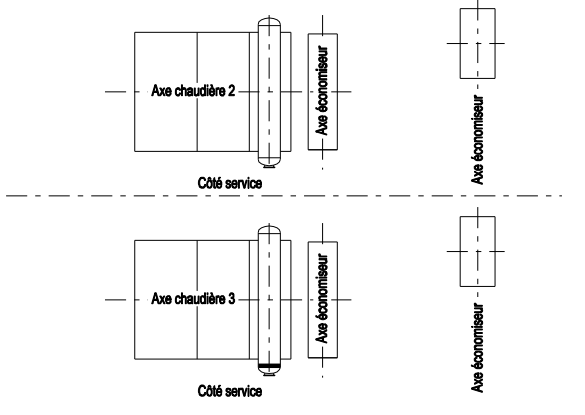 Axe chaudière 2
Axe économiseur
Axe économiseur
Côté service
Axe chaudière 3
Axe économiseur
Axe économiseur
Côté service